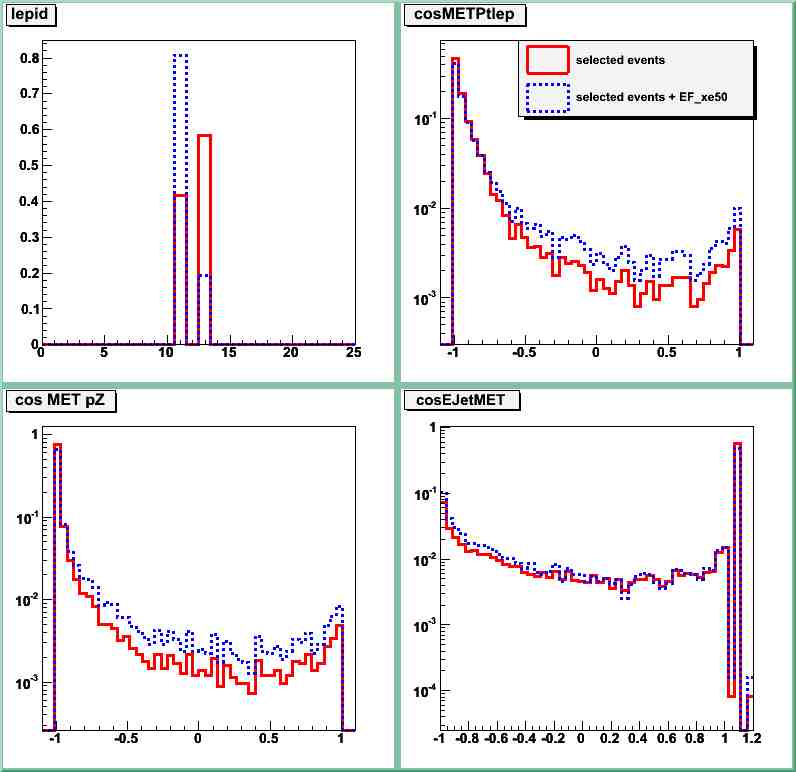 lepid
0.8
0.7
0.6
0.5
0.4
0.3
0.2
0.1
0
0 5 10 15 20 25
cosMETPtlep
selected events
selected events + EF_xe50
10-1
10-2
10-3
-1 -0.5 0 0.5 1
cos MET pZ
1
10-1
10-2
10-3
-1 -0.5 0 0.5 1
cosEJetMET
1
10-1
10-2
10-3
10-4
-1 -0.8 -0.6 -0.4 -0.2 0 0.2 0.4 0.6 0.8 1 1.2